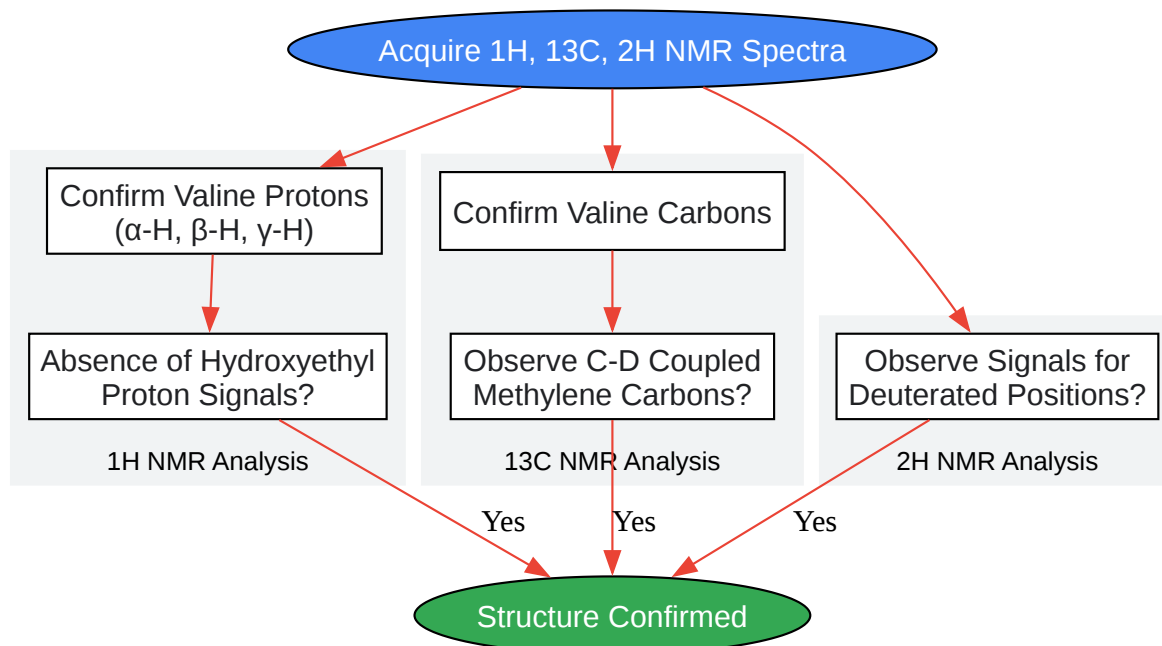 Acquire 1H, 13C, 2H NMR Spectra
Confirm Valine Protons
(α-H, β-H, γ-H)
Confirm Valine Carbons
Absence of Hydroxyethyl
Proton Signals?
Observe C-D Coupled
Methylene Carbons?
Observe Signals for
Deuterated Positions?
1H NMR Analysis
13C NMR Analysis
2H NMR Analysis
Yes
Yes
Yes
Structure Confirmed